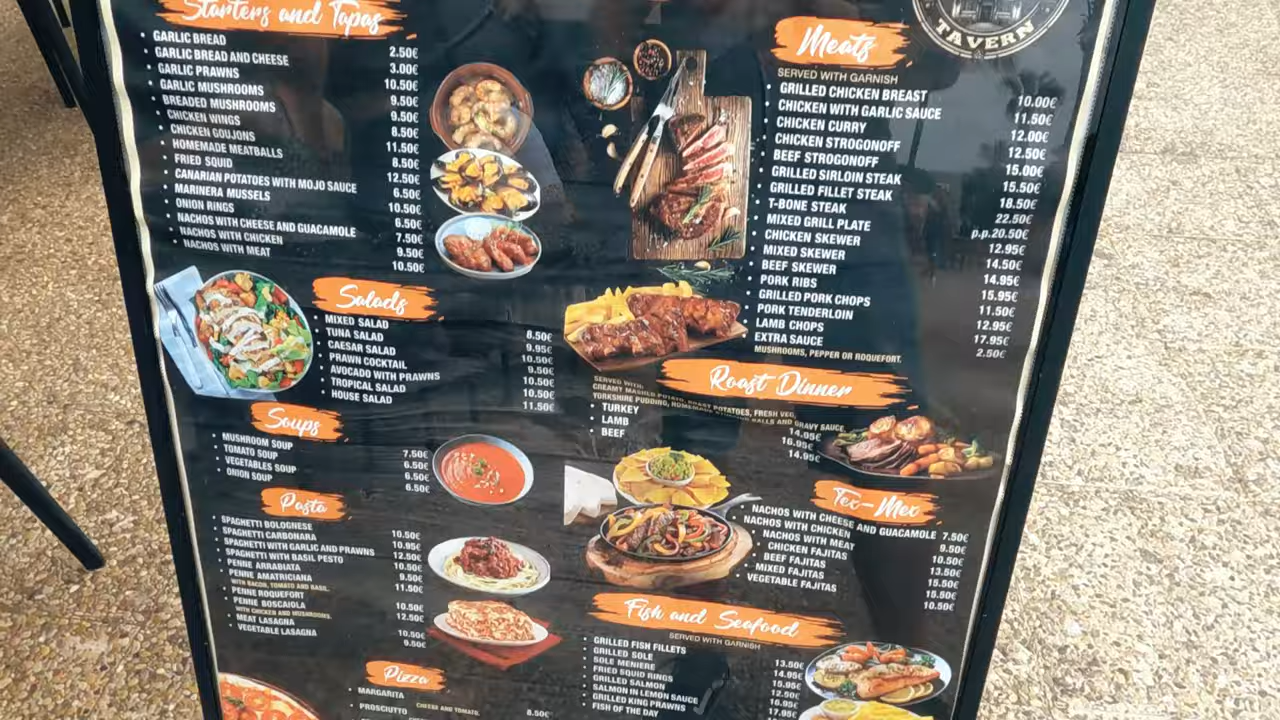 Starters and Tapas
• GARLIC BREAD 2.50€
• GARLIC BREAD AND CHEESE 3.00€
• GARLIC PRAWNS 10.50€
• GARLIC MUSHROOMS 9.50€
• BREADED MUSHROOMS 9.50€
• CHICKEN WINGS 8.50€
• CHICKEN GOUJONS 11.50€
• HOMEMADE MEATBALLS 8.50€
• FRIED SQUID 12.50€
• CANARIAN POTATOES WITH MOJO SAUCE 6.50€
• MARINERA MUSSELS 10.50€
• ONION RINGS 6.50€
• NACHOS WITH CHEESE AND GUACAMOLE 7.50€
• NACHOS WITH CHICKEN 9.50€
• NACHOS WITH MEAT 10.50€
Salads
• MIXED SALAD 8.50€
• TUNA SALAD 9.95€
• CAESAR SALAD 10.50€
• PRAWN COCKTAIL 9.50€
• AVOCADO WITH PRAWNS 10.50€
• TROPICAL SALAD 10.50€
• HOUSE SALAD 11.50€
Soups
• MUSHROOM SOUP 7.50€
• TOMATO SOUP 6.50€
• VEGETABLES SOUP 6.50€
• ONION SOUP 6.50€
Pasta
• SPAGHETTI BOLOGNESE 10.50€
• SPAGHETTI CARBONARA 10.95€
• SPAGHETTI WITH GARLIC AND PRAWNS 12.50€
• SPAGHETTI WITH BASIL PESTO 10.50€
• PENNE ARRABIATA 9.50€
• PENNE AMATRICIANA 11.50€
WITH BACON, TOMATO AND BASIL.
• PENNE ROQUEFORT 10.50€
• PENNE BOSCAIOLA 12.50€
WITH CHICKEN AND MUSHROOMS.
• MEAT LASAGNA 10.50€
• VEGETABLE LASAGNA 9.50€
Pizza
• MARGARITA
CHEESE AND TOMATO. 8.50€
• PROSCIUTTO
TAVERN
Meats
SERVED WITH GARNISH
• GRILLED CHICKEN BREAST 10.00€
• CHICKEN WITH GARLIC SAUCE 11.50€
• CHICKEN CURRY 12.00€
• CHICKEN STROGONOFF 12.50€
• BEEF STROGONOFF 15.00€
• GRILLED SIRLOIN STEAK 15.50€
• GRILLED FILLET STEAK 18.50€
• T-BONE STEAK 22.50€
• MIXED GRILL PLATE p.p.20.50€
• CHICKEN SKEWER 12.95€
• MIXED SKEWER 14.50€
• BEEF SKEWER 14.95€
• PORK RIBS 15.95€
• GRILLED PORK CHOPS 11.50€
• PORK TENDERLOIN 12.95€
• LAMB CHOPS 17.95€
• EXTRA SAUCE 2.50€
MUSHROOMS, PEPPER OR ROQUEFORT.
Roast Dinner
SERVED WITH:
CREAMY MASHED POTATO, ROAST POTATOES, FRESH VEG,
YORKSHIRE PUDDING, HOMEMADE STUFFING BALLS AND GRAVY SAUCE
• TURKEY 14.95€
• LAMB 16.95€
• BEEF 14.95€
Tex-Mex
• NACHOS WITH CHEESE AND GUACAMOLE 7.50€
• NACHOS WITH CHICKEN 9.50€
• NACHOS WITH MEAT 10.50€
• CHICKEN FAJITAS 13.50€
• BEEF FAJITAS 15.50€
• MIXED FAJITAS 15.50€
• VEGETABLE FAJITAS 10.50€
Fish and Seafood
SERVED WITH GARNISH
• GRILLED FISH FILLETS 13.50€
• GRILLED SOLE 14.95€
• SOLE MENIERE 15.95€
• FRIED SQUID RINGS 12.50€
• GRILLED SALMON 16.95€
• SALMON IN LEMON SAUCE 17.95€
• GRILLED KING PRAWNS
• FISH OF THE DAY